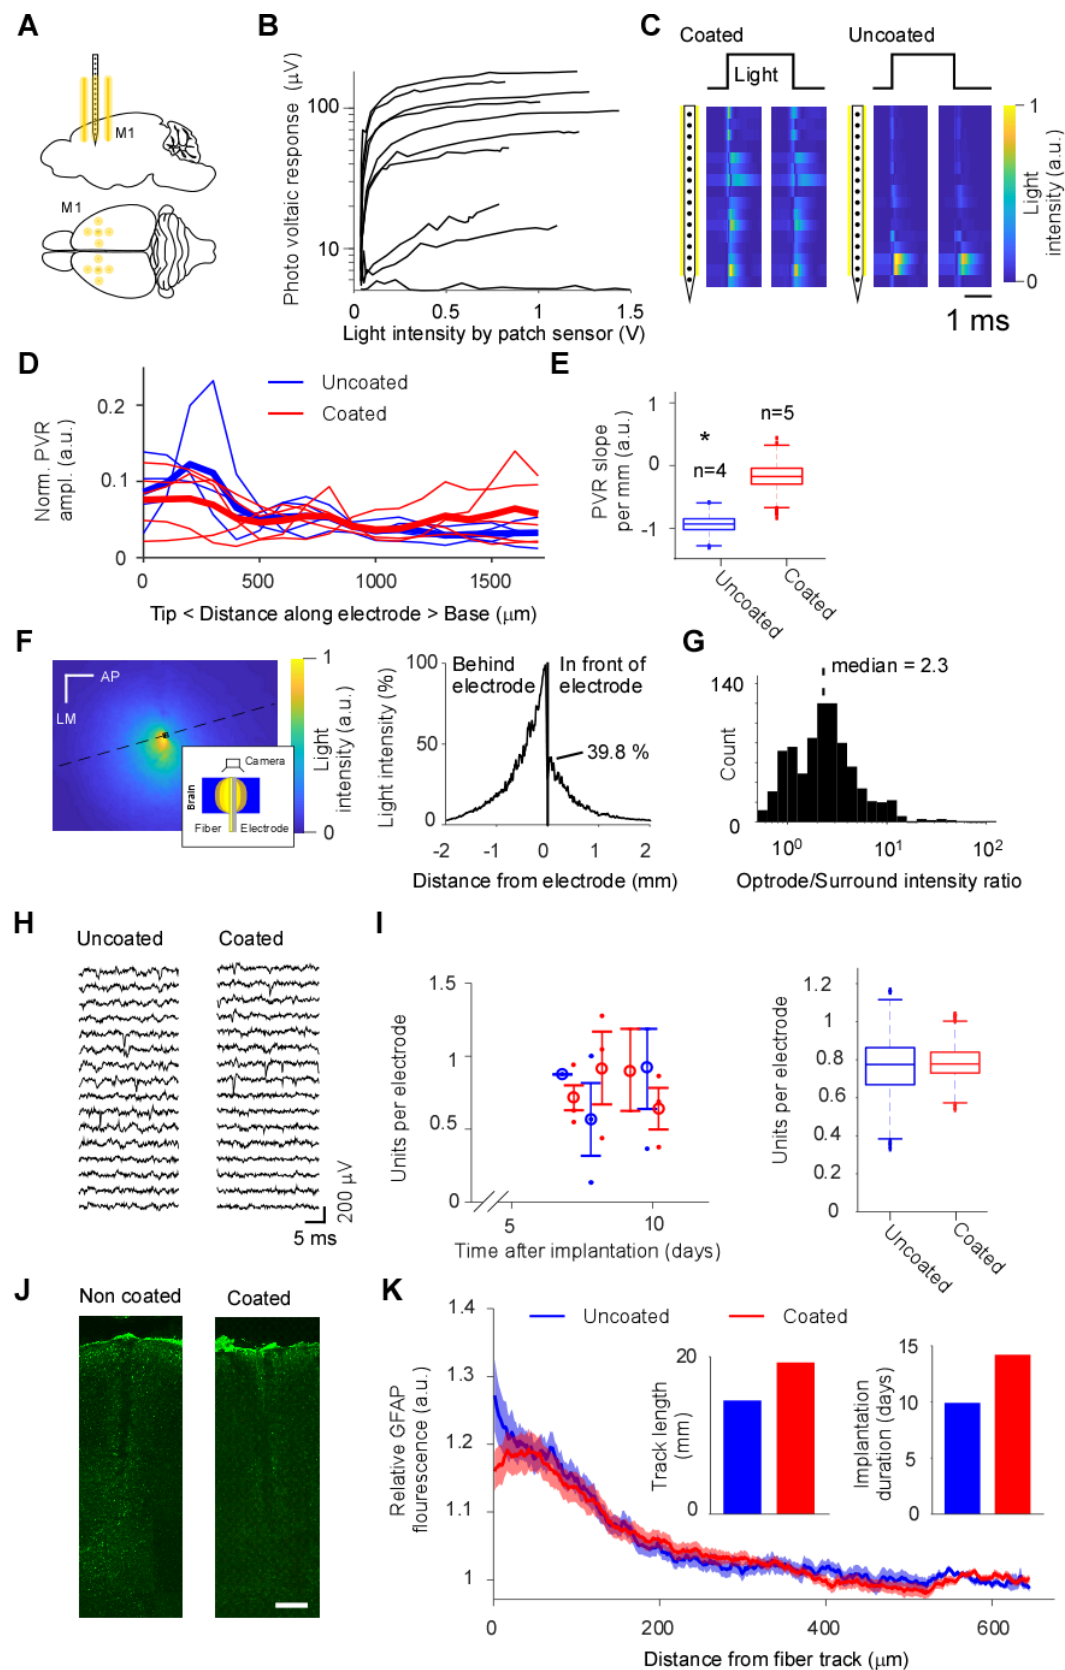 A
M1
M1
B
Photo voltaic response (μV)
100
10
0
0.5
1
1.5
Light intensity by patch sensor (V)
C
Coated
Uncoated
Light
1
Light
intensity (a.u.)
0
1 ms
D
Uncoated
Coated
Norm. PVR
ampl. (a.u.)
0.2
0.1
0
0
500
1000
1500
Tip < Distance along electrode > Base (μm)
E
PVR slope
per mm (a.u.)
1
0
-1
*
n=4
n=5
Uncoated
Coated
F
AP
LM
1
Light
intensity (a.u.)
0
Camera
Brain
Fiber
Electrode
Light intensity (%)
100
50
0
Behind
electrode
In front of
electrode
39.8 %
-2
-1
0
1
2
Distance from electrode (mm)
G
median = 2.3
140
Count
0
10⁰
10¹
10²
Optrode/Surround intensity ratio
H
Uncoated
Coated
200 μV
5 ms
I
Units per electrode
1.5
1
0.5
0
5
10
Time after implantation (days)
Units per electrode
1.2
1
0.8
0.6
0.4
0.2
0
Uncoated
Coated
J
Non coated
Coated
K
Relative GFAP
flourescence (a.u.)
1.4
1.3
1.2
1.1
1
Uncoated
Coated
Track length
(mm)
20
0
Implantation
duration (days)
15
10
5
0
0
200
400
600
Distance from fiber track (μm)